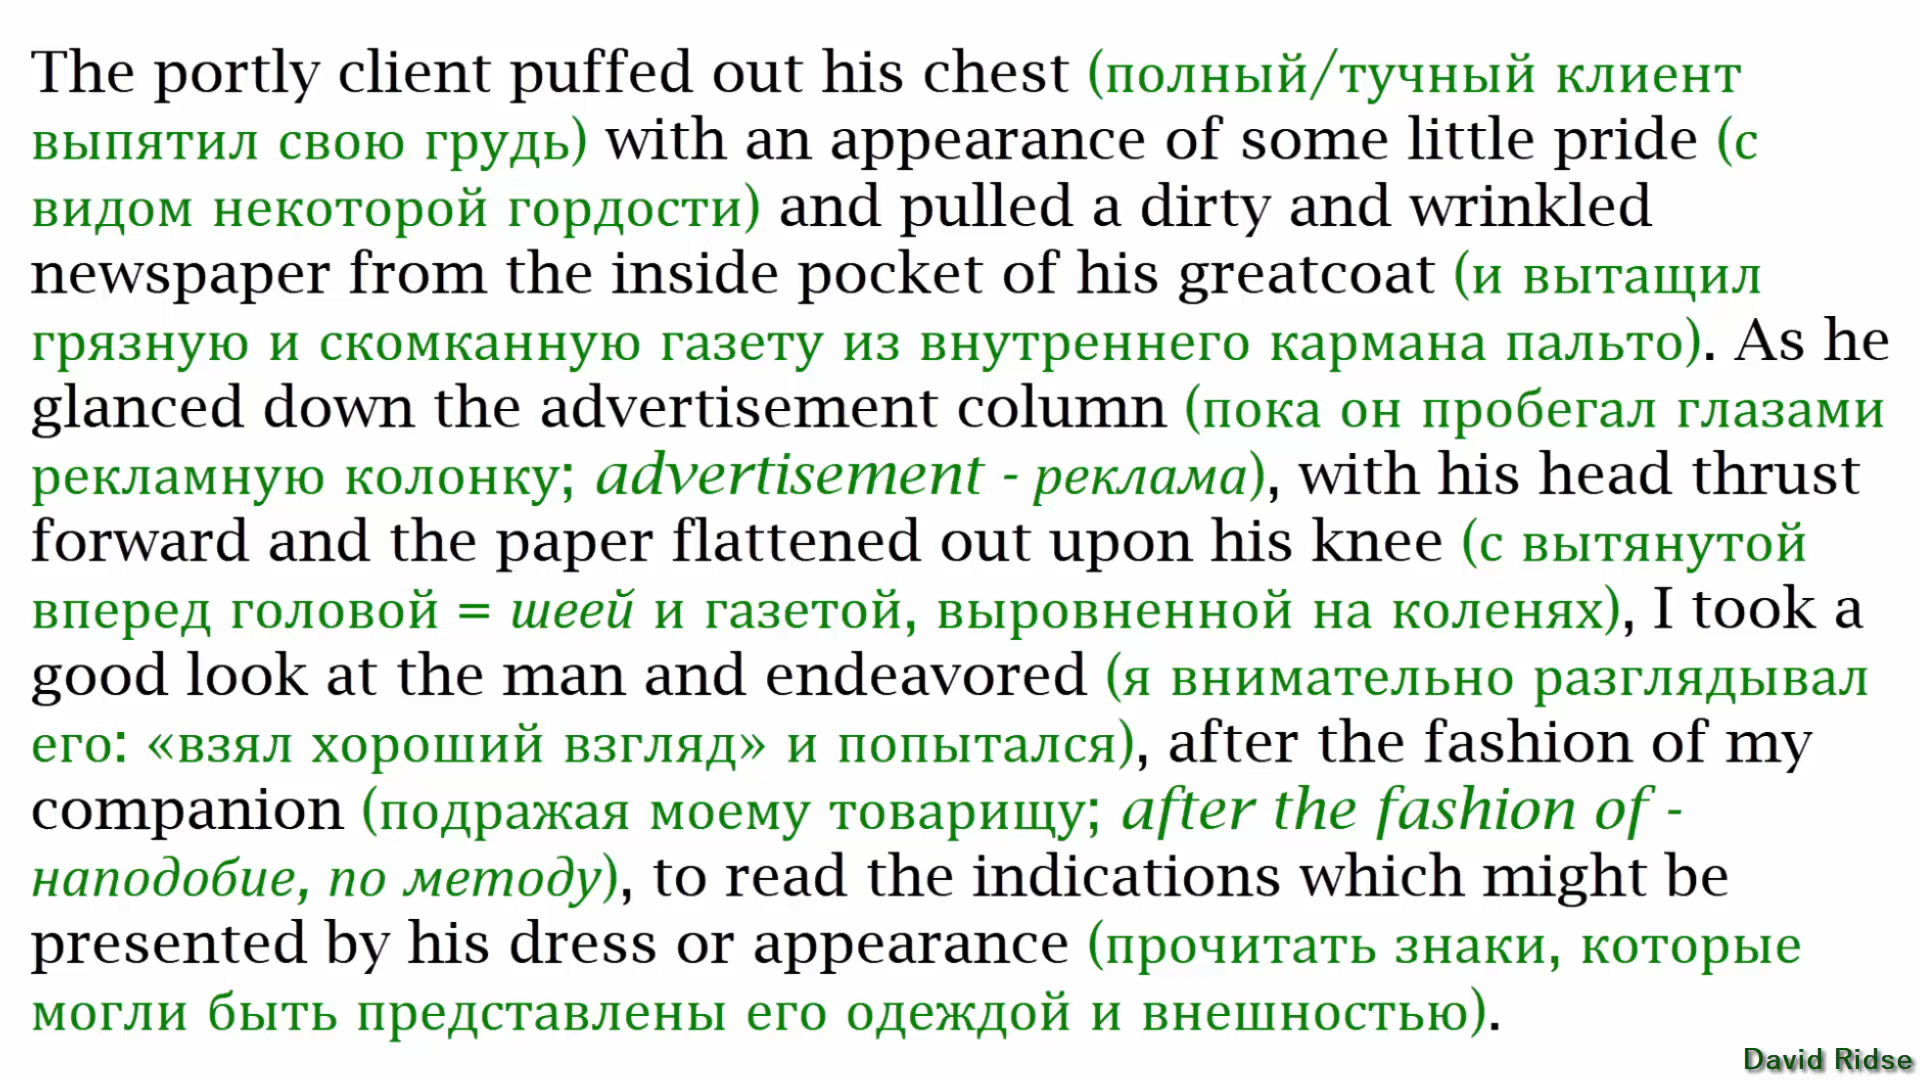 The portly client puffed out his chest (полный/тучный клиент
выпятил свою грудь) with an appearance of some little pride (с
видом некоторой гордости) and pulled a dirty and wrinkled
newspaper from the inside pocket of his greatcoat (и вытащил
грязную и скомканную газету из внутреннего кармана пальто). As he
glanced down the advertisement column (пока он пробегал глазами
рекламную колонку; advertisement - реклама), with his head thrust
forward and the paper flattened out upon his knee (с вытянутой
вперед головой = шеей и газетой, выровненной на коленях), I took a
good look at the man and endeavored (я внимательно разглядывал
его: «взял хороший взгляд» и попытался), after the fashion of my
companion (подражая моему товарищу; after the fashion of -
наподобие, по методу), to read the indications which might be
presented by his dress or appearance (прочитать знаки, которые
могли быть представлены его одеждой и внешностью).
David Ridse